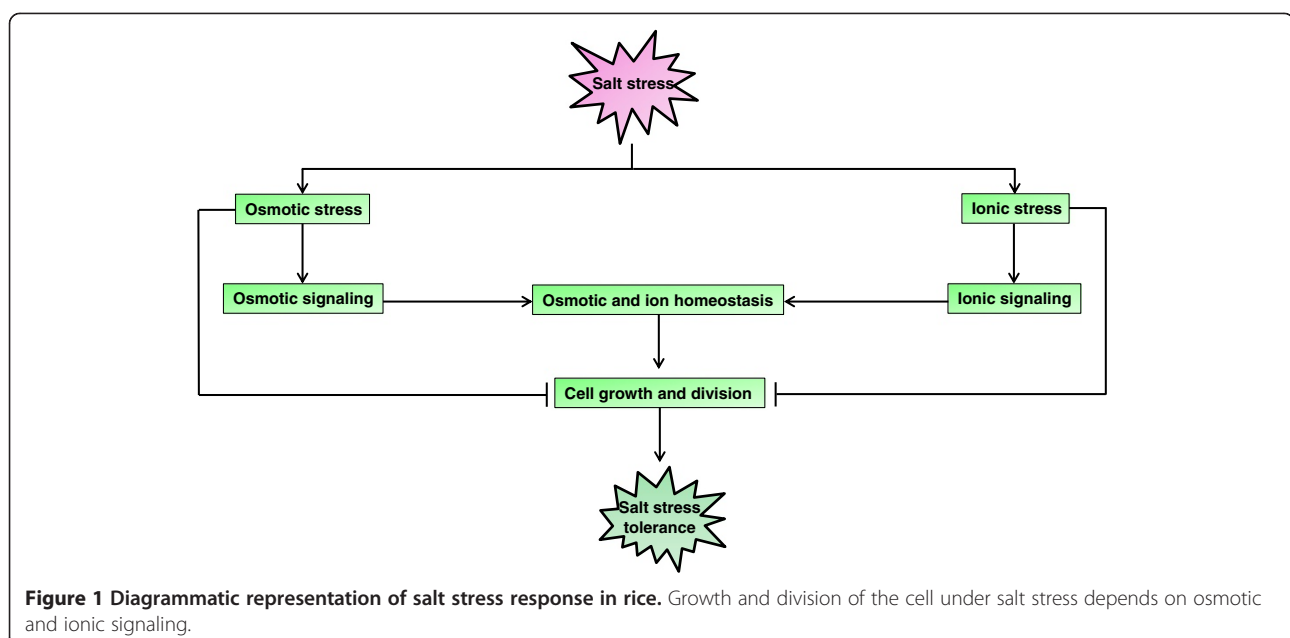 Salt stress
Osmotic stress
Ionic stress
Osmotic signaling
Osmotic and ion homeostasis
Ionic signaling
Cell growth and division
Salt stress
tolerance
Figure 1 Diagrammatic representation of salt stress response in rice. Growth and division of the cell under salt stress depends on osmotic
and ionic signaling.